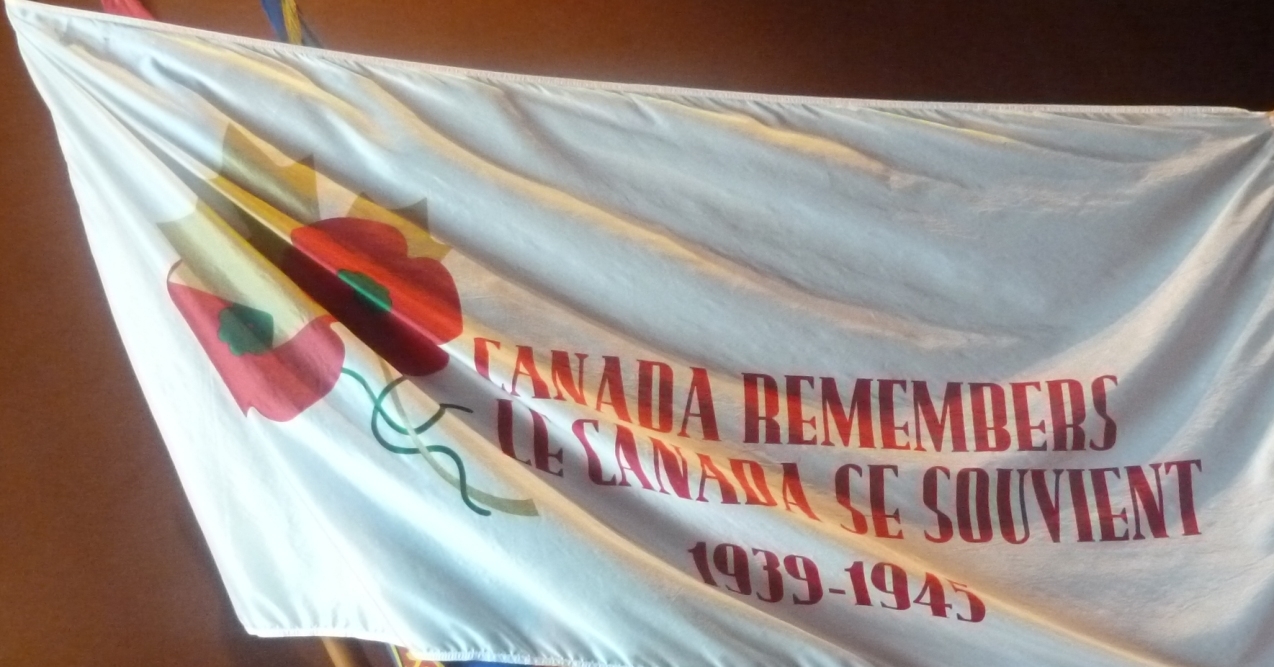 CANADA REMEMBERS
LE CANADA SE SOUVIENT
1939-1945